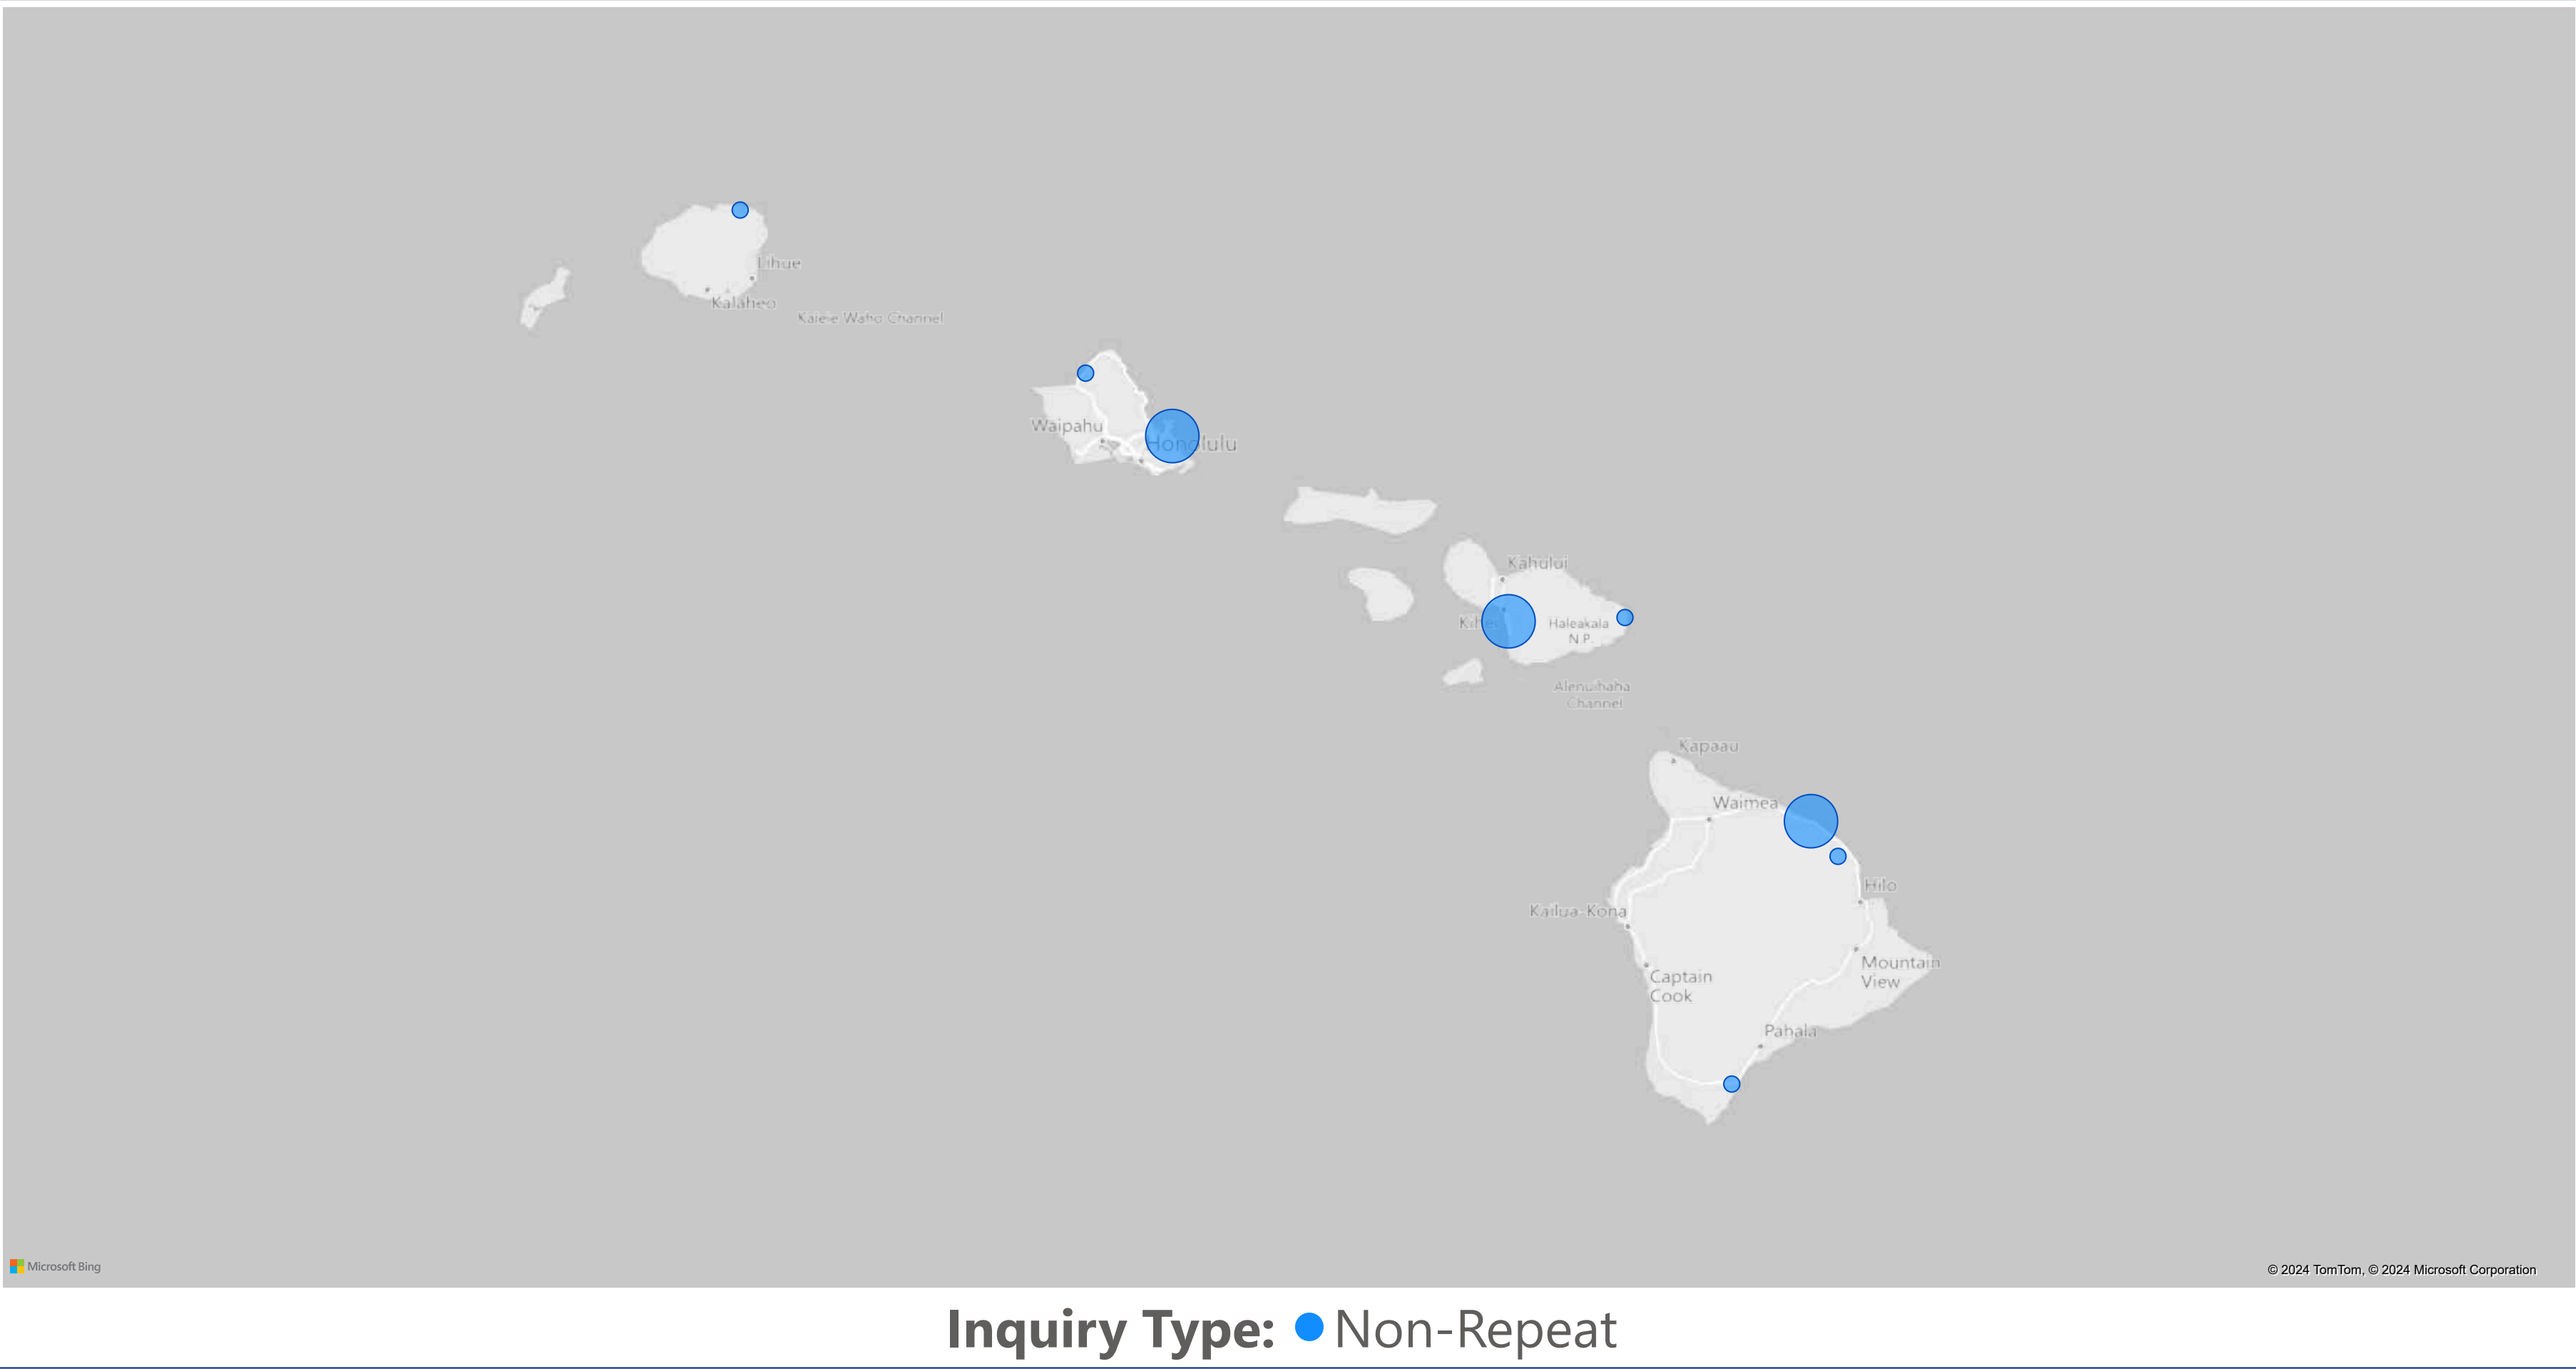 Lihue
Kalaheo
Kaieie Waho Channel
Waipahu
Honolulu
Kahului
Kihei
Haleakala
N.P.
Alenuihaha
Channel
Kapaau
Waimea
Hilo
Kailua-Kona
Mountain
View
Captain
Cook
Pahala
Microsoft Bing
© 2024 TomTom, © 2024 Microsoft Corporation
Inquiry Type: Non-Repeat